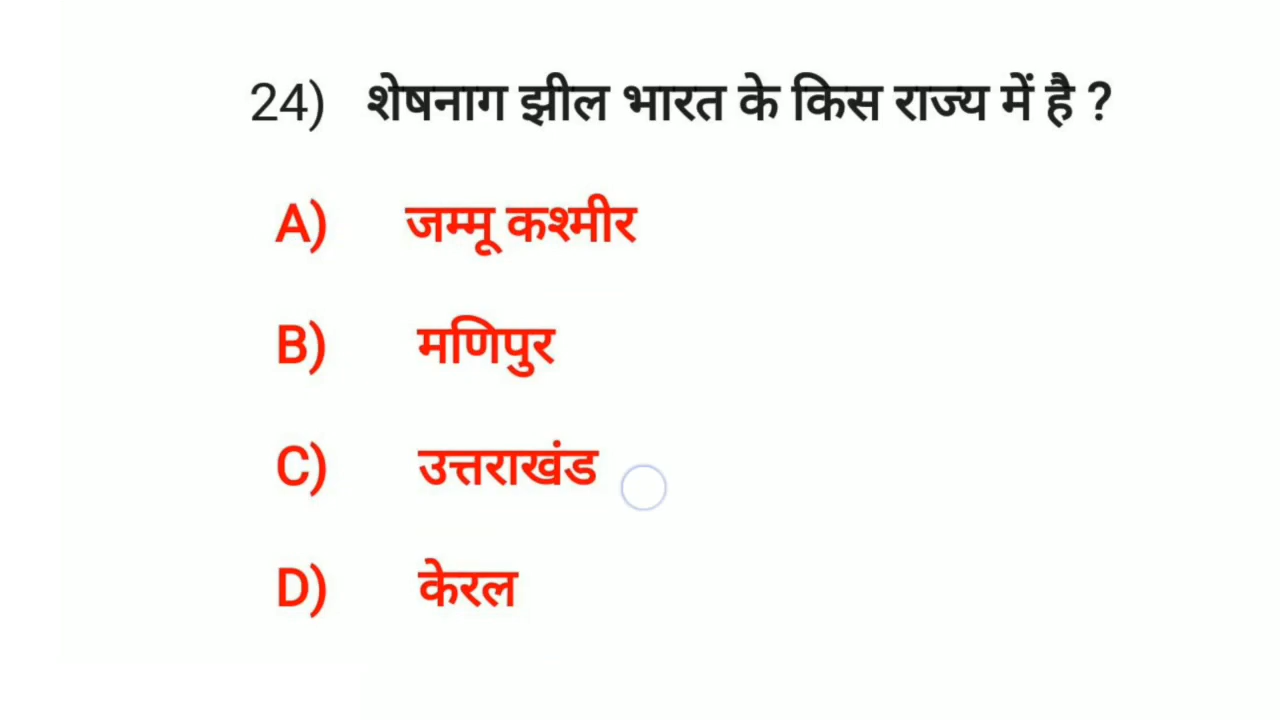 24) शेषनाग झील भारत के किस राज्य में है ?
A) जम्मू कश्मीर
B) मणिपुर
C) उत्तराखंड
D) केरल